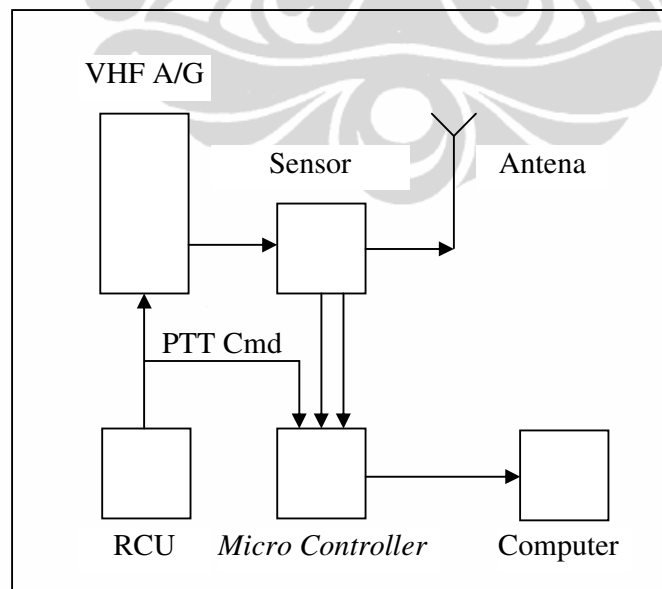 VHF A/G
Sensor
Antena
PTT Cmd
RCU
Micro Controller
Computer